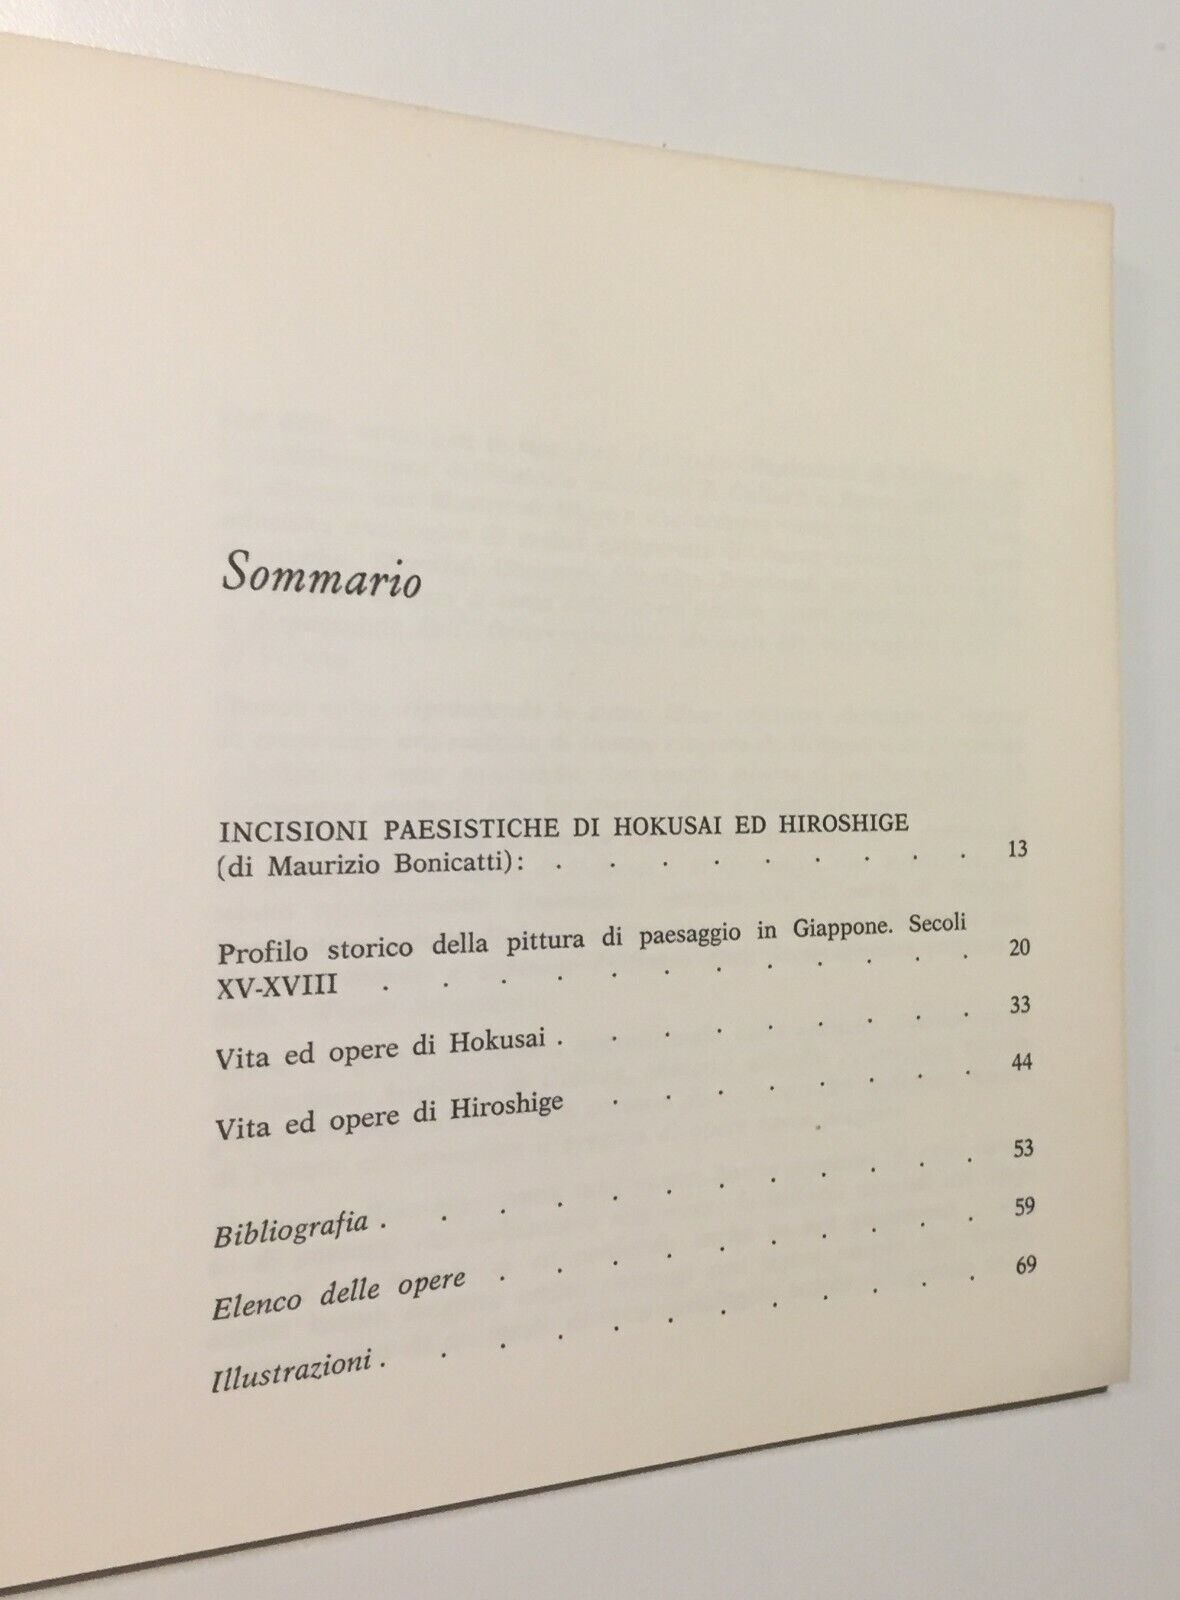 Sommario
INCISIONI PAESISTICHE DI HOKUSAI ED HIROSHIGE
(di Maurizio Bonicatti): . . . . . . . . . 13
Profilo storico della pittura di paesaggio in Giappone. Secoli
XV-XVIII . . . . . . . . . . . 20
Vita ed opere di Hokusai . . . . . . . . . 33
Vita ed opere di Hiroshige . . . . . . . 44
Bibliografia . . . . . . . . . . . . 53
Elenco delle opere . . . . . . . . . . 59
Illustrazioni . . . . . . . . . . . . 69